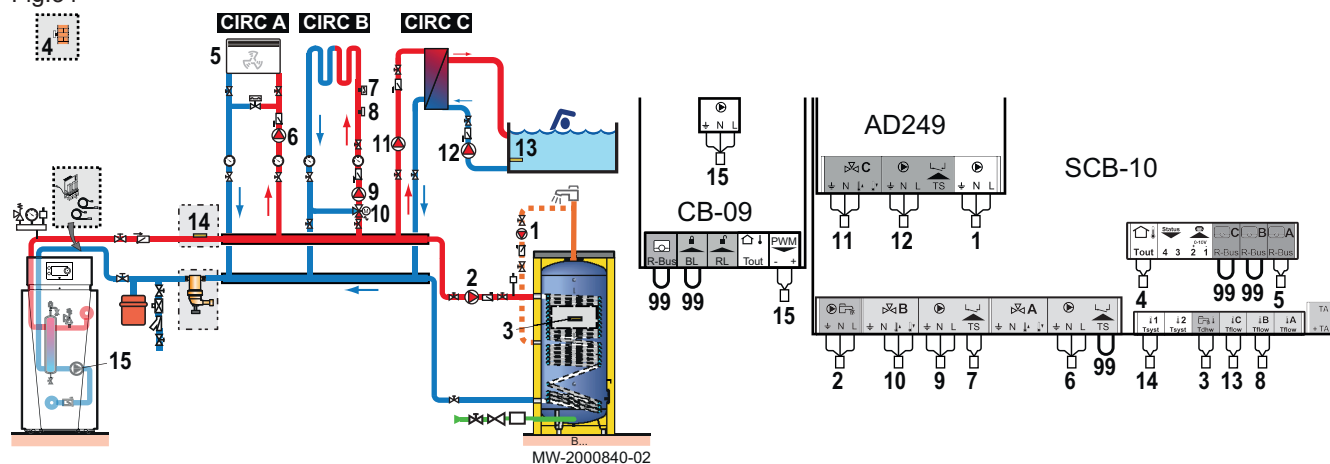 4
CIRC A CIRC B CIRC C
5
7
8
6
11
12
13
9
10
14
1
2
3
15
B...
MW-2000840-02
N L
15
CB-09
R-Bus BL RL Tout PWM
- +
99 99 15
AD249
C
N N L TS N L
11 12 1
SCB-10
Status
0-10V
C B A
Tout 4 3 2 1 R-Bus R-Bus R-Bus
4 99 99 5
B A
N L N N L TS N N L TS
99
2 10 9 7 6
1 2 C B A
Tsyst Tsyst Tdhw Tflow Tflow Tflow
14 3 13 8
TA
+ TA